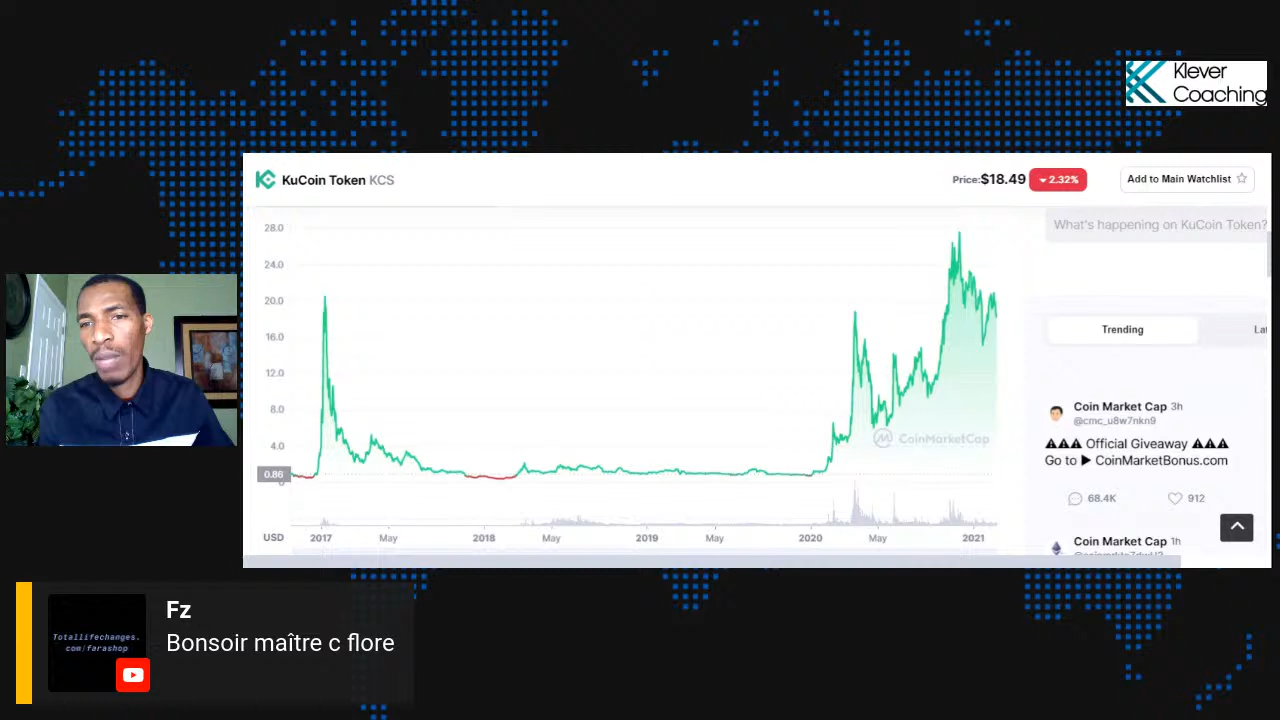 Klever
Coaching
KuCoin Token KCS
Price:$18.49 2.32%
Add to Main Watchlist
28.0
24.0
20.0
16.0
12.0
8.0
4.0
0.86
0
CoinMarketCap
USD 2017 May 2018 May 2019 May 2020 May 2021
What's happening on KuCoin Token?
Trending
Lat
Coin Market Cap 3h
@cmc_u8w7nkn9
Official Giveaway
Go to ▶ CoinMarketBonus.com
68.4K 912
Coin Market Cap 1h
Totallifechanges.
com/farashop
Fz
Bonsoir maître c flore